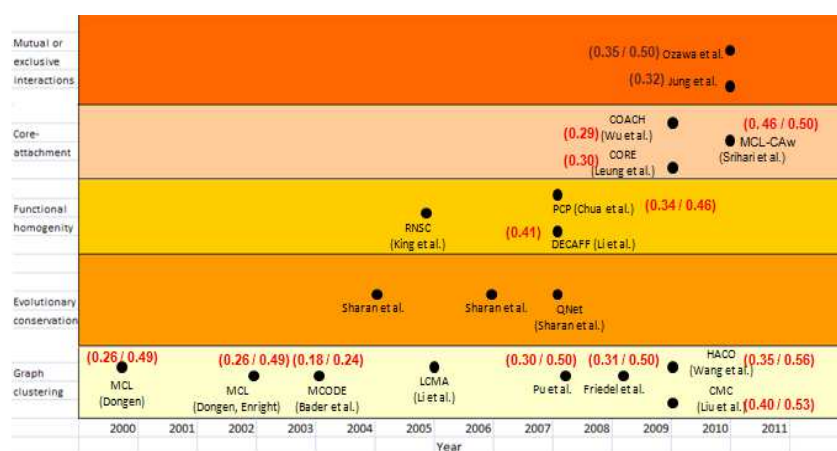 Mutual or
exclusive
interactions
(0.35 / 0.50) Ozawa et al.
(0.32) Jung et al.
Core-
attachment
COACH
(0.29) (Wu et al.)
(0.46 / 0.50)
MCL-CAw
(Srihari et al.)
(0.30) CORE
(Leung et al.)
Functional
homogenity
PCP (Chua et al.) (0.34 / 0.46)
RNSC
(King et al.)
(0.41)
DECAFF (Li et al.)
Evolutionary
conservation
Sharan et al.
Sharan et al.
QNet
(Sharan et al.)
Graph
clustering
(0.26 / 0.49)
MCL
(Dongen)
(0.26 / 0.49)
MCL
(Dongen, Enright)
(0.18 / 0.24)
MCODE
(Bader et al.)
LCMA
(Li et al.)
(0.30 / 0.50)
Pu et al.
(0.31 / 0.50)
Friedel et al.
HACO
(Wang et al.) (0.35 / 0.56)
CMC
(Liu et al.) (0.40 / 0.53)
2000 2001 2002 2003 2004 2005 2006 2007 2008 2009 2010 2011
Year